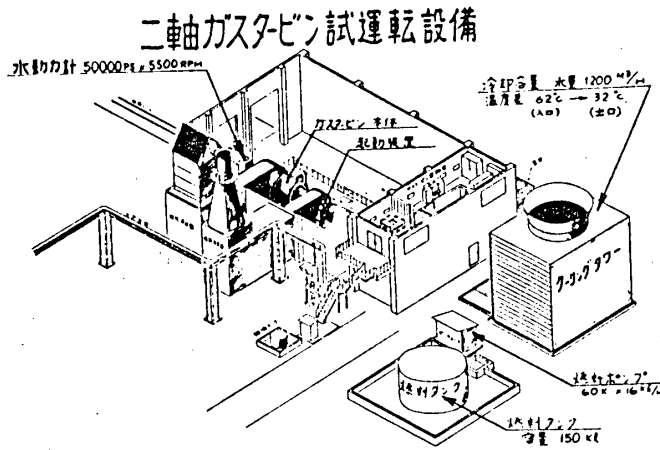 二軸ガスタービン試運転設備
水動力計 50000PS × 5500 RPM
ガスタービン本体
起動装置
冷却容量 水量 1200 M³/H
温度差 62℃ → 32℃
(入口) (出口)
クーリングタワー
燃料ポンプ
燃料タンク
燃料タンク
容量 150 Kl